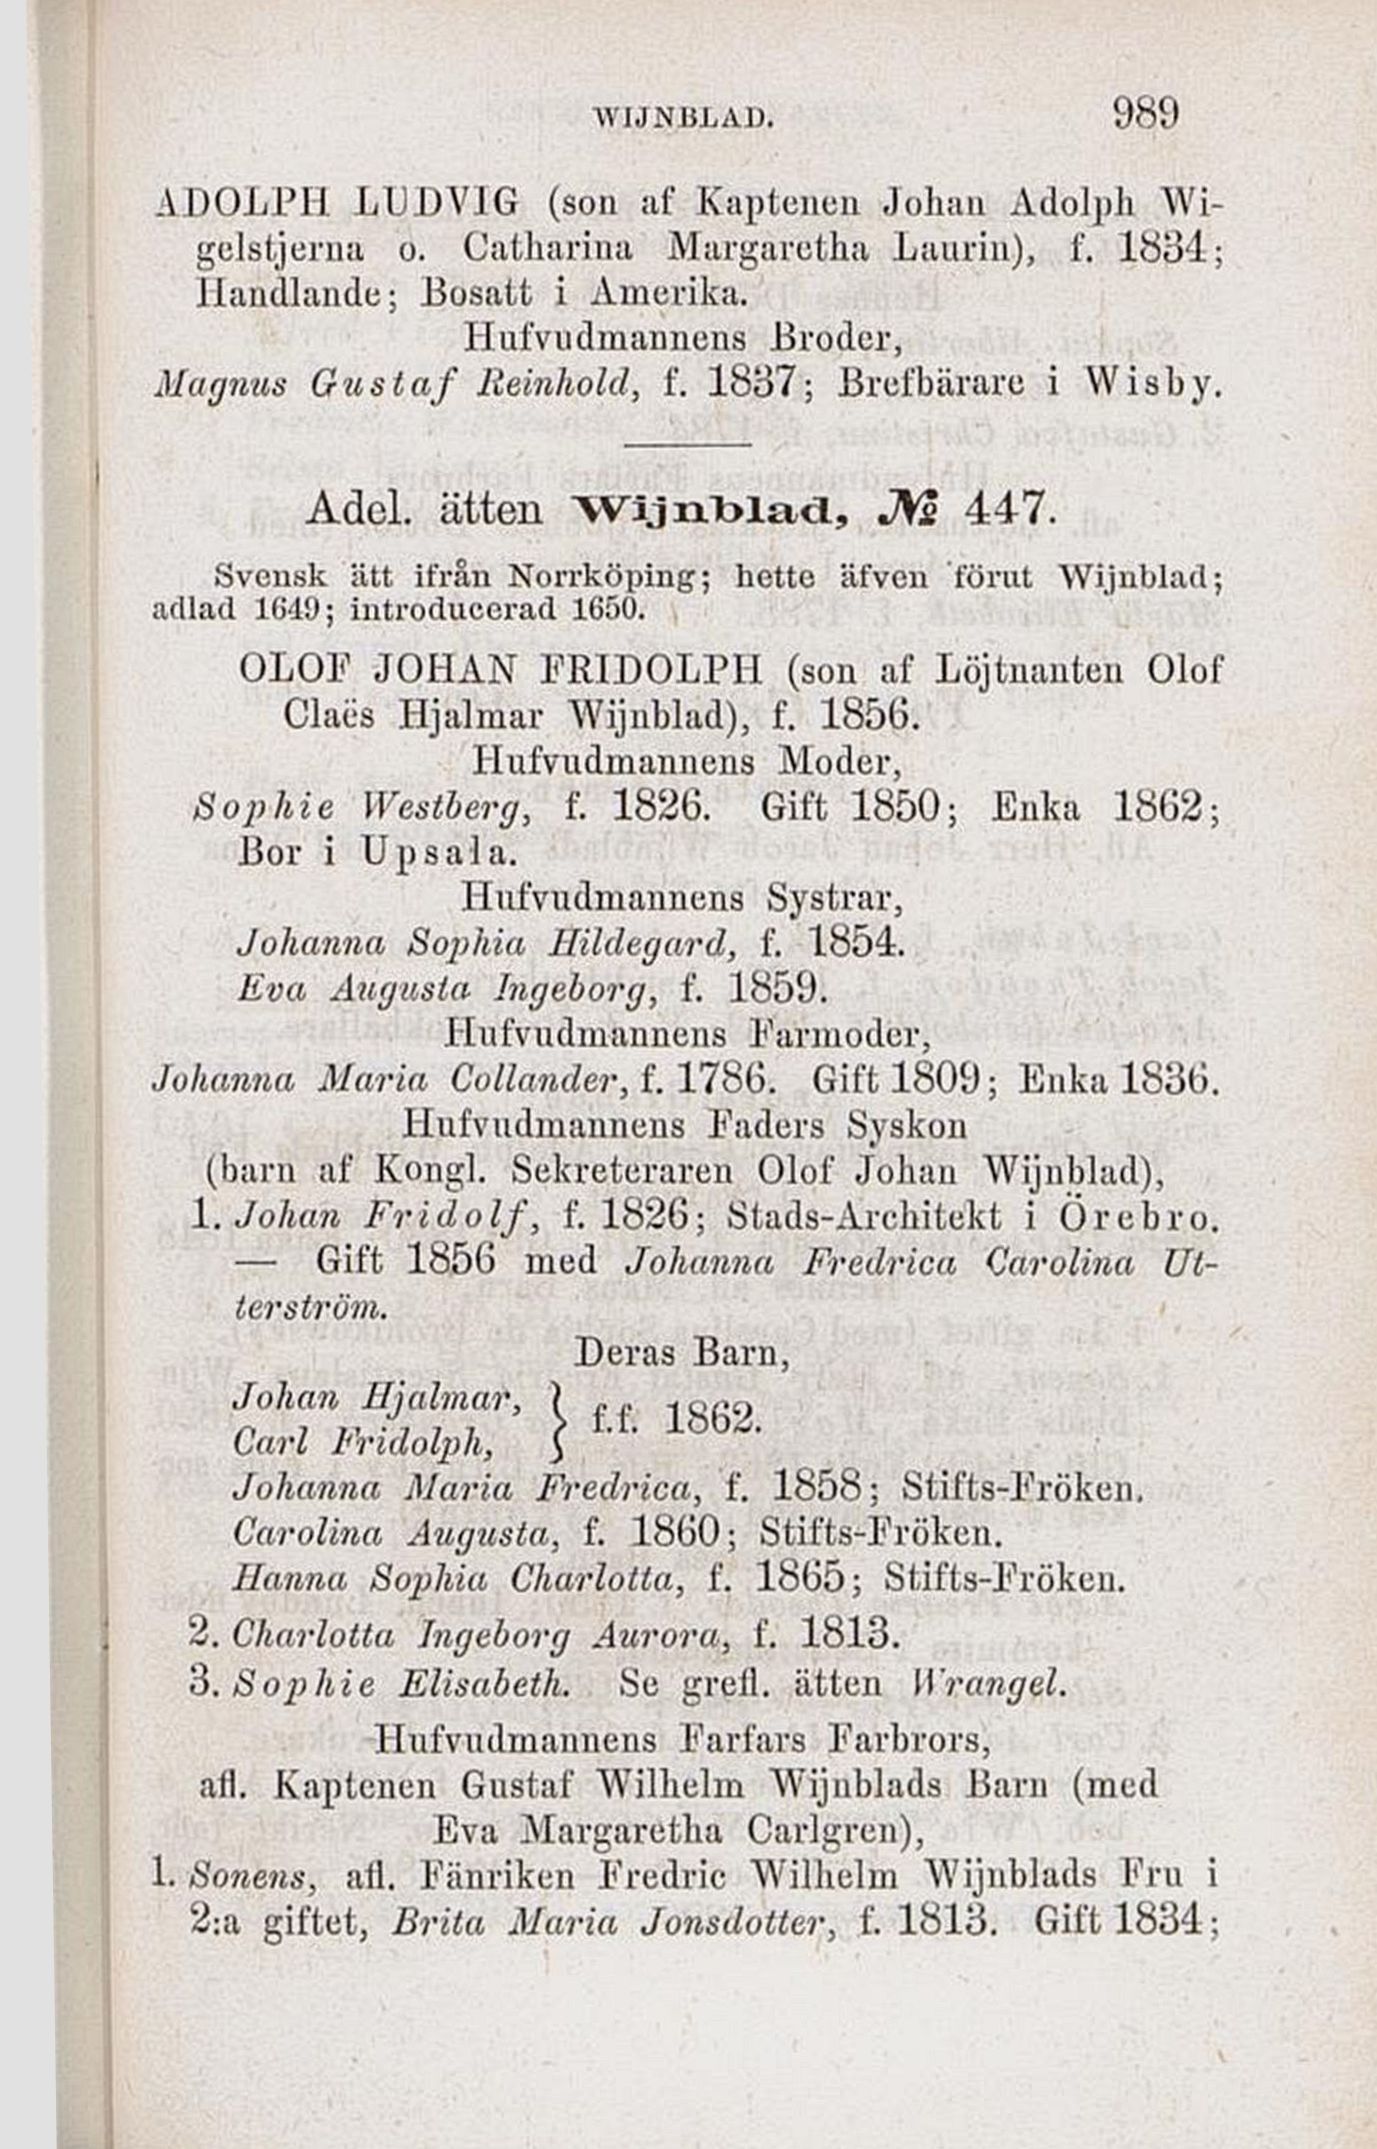 WIJNBLAD. 989
ADOLPH LUDVIG (son af Kaptenen Johan Adolph Wi-
gelstjerna o. Catharina Margaretha Laurin), f. 1834;
Handlande; Bosatt i Amerika.
Hufvudmannens Broder,
Magnus Gustaf Reinhold, f. 1837; Brefbärare i Wisby.
Adel. ätten Wijnblad, № 447.
Svensk ätt ifrån Norrköping; hette äfven förut Wijnblad;
adlad 1649; introducerad 1650.
OLOF JOHAN FRIDOLPH (son af Löjtnanten Olof
Claës Hjalmar Wijnblad), f. 1856.
Hufvudmannens Moder,
Sophie Westberg, f. 1826. Gift 1850; Enka 1862;
Bor i Upsala.
Hufvudmannens Systrar,
Johanna Sophia Hildegard, f. 1854.
Eva Augusta Ingeborg, f. 1859.
Hufvudmannens Farmoder,
Johanna Maria Collander, f. 1786. Gift 1809; Enka 1836.
Hufvudmannens Faders Syskon
(barn af Kongl. Sekreteraren Olof Johan Wijnblad),
1. Johan Fridolf, f. 1826; Stads-Architekt i Örebro.
— Gift 1856 med Johanna Fredrica Carolina Ut-
terström.
Deras Barn,
Johan Hjalmar,
Carl Fridolph, } f.f. 1862.
Johanna Maria Fredrica, f. 1858; Stifts-Fröken.
Carolina Augusta, f. 1860; Stifts-Fröken.
Hanna Sophia Charlotta, f. 1865; Stifts-Fröken.
2. Charlotta Ingeborg Aurora, f. 1813.
3. Sophie Elisabeth. Se grefl. ätten Wrangel.
Hufvudmannens Farfars Farbrors,
afl. Kaptenen Gustaf Wilhelm Wijnblads Barn (med
Eva Margaretha Carlgren),
1. Sonens, afl. Fänriken Fredric Wilhelm Wijnblads Fru i
2:a giftet, Brita Maria Jonsdotter, f. 1813. Gift 1834;